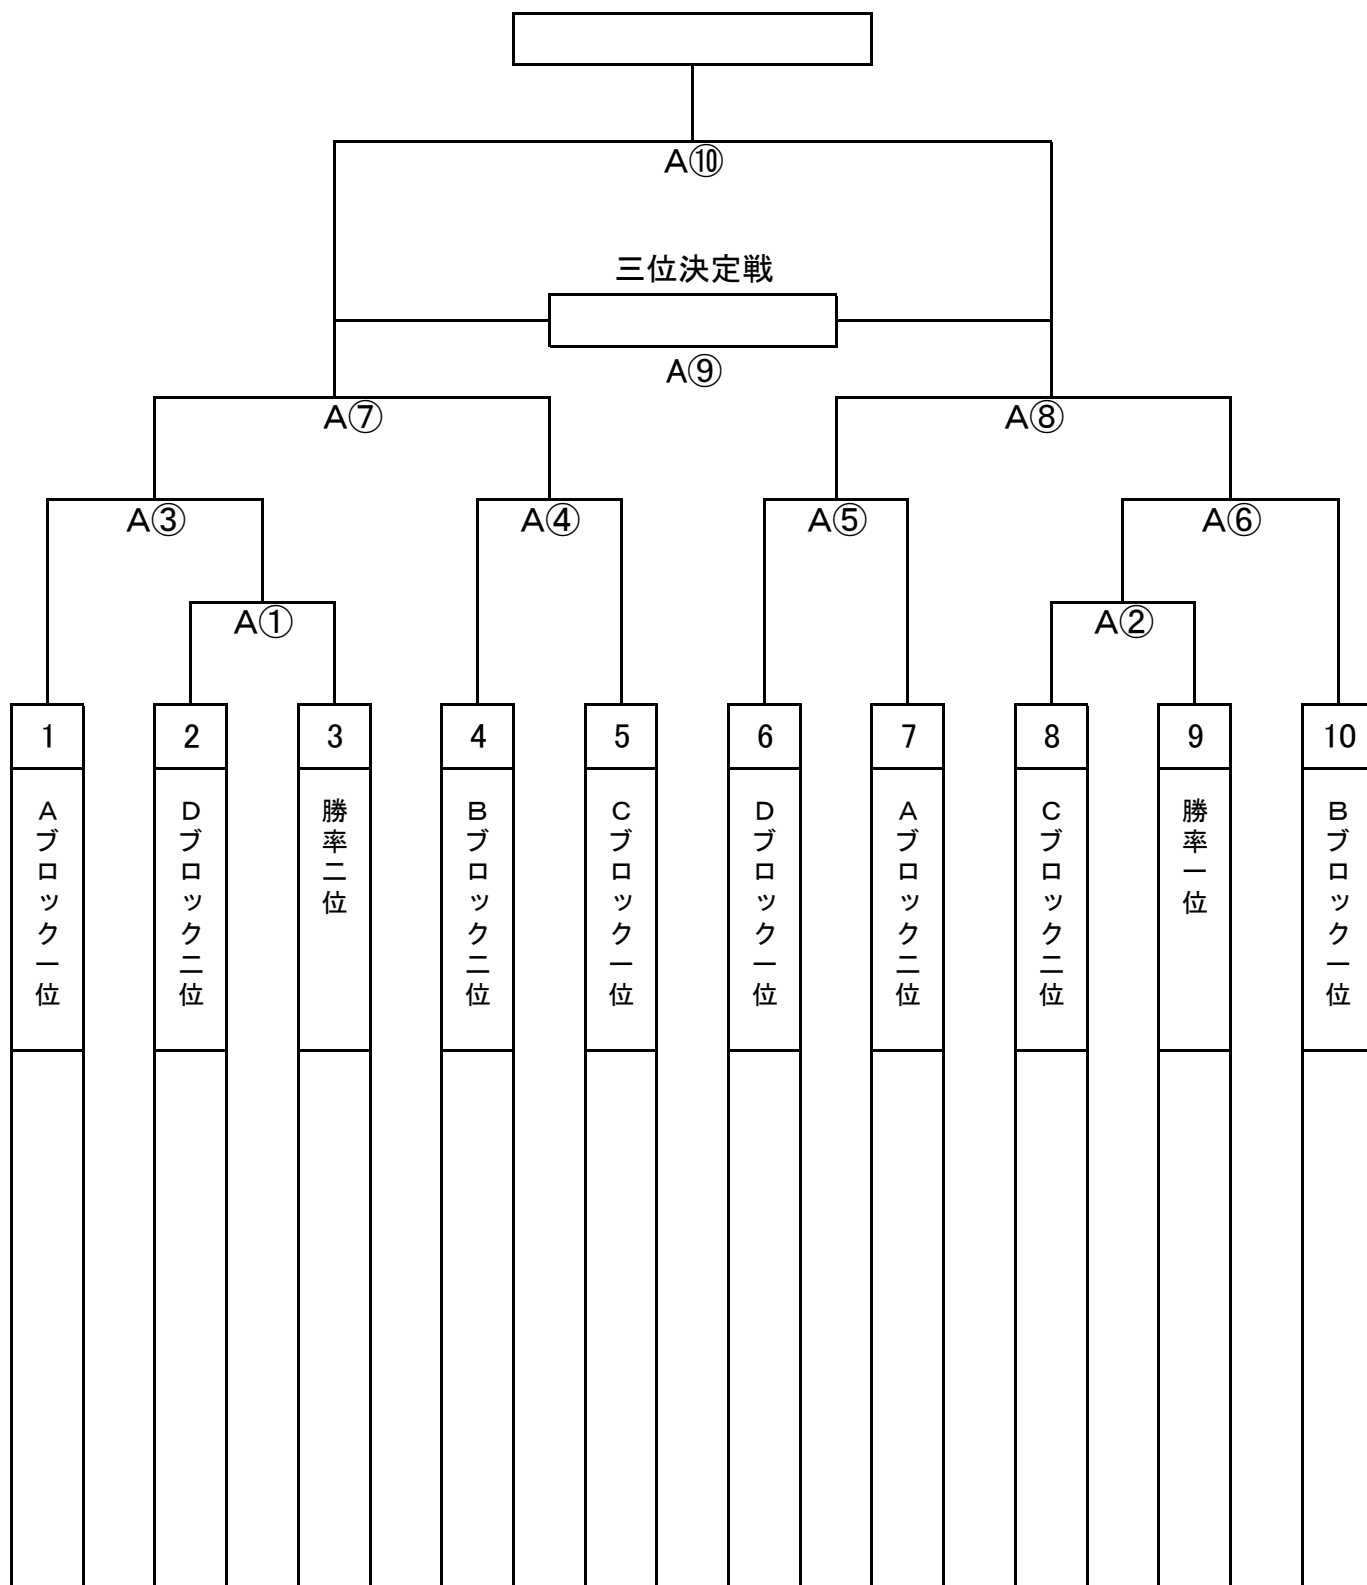 A⑩
三位決定戦
A⑨
A⑦
A⑧
A③
A④
A⑤
A⑥
A①
A②
1
2
3
4
5
6
7
8
9
10
Aブロック一位
Dブロック二位
勝率二位
Bブロック二位
Cブロック一位
Dブロック一位
Aブロック二位
Cブロック二位
勝率一位
Bブロック一位